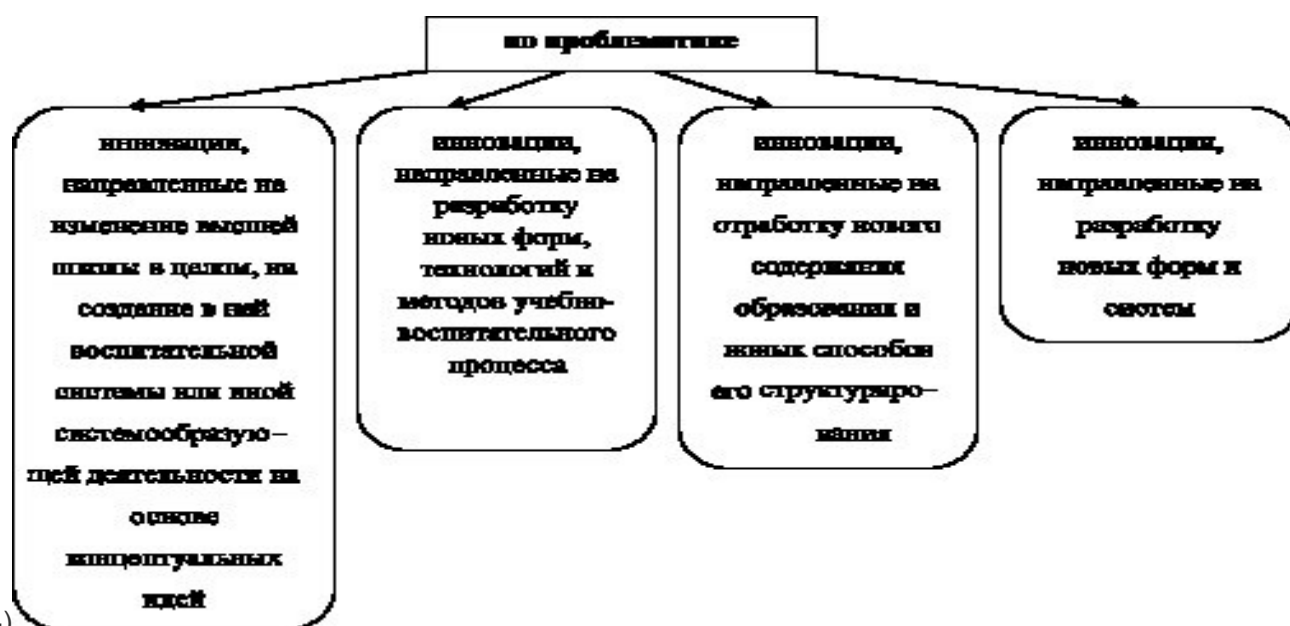 по проблематике
инновации,
направленные на
изменение высшей
школы в целом, на
создание в ней
воспитательной
системы или иной
системообразую–
щей деятельности на
основе
концептуальных
идей
инновации,
направленные на
разработку
новых форм,
технологий и
методов учебно-
воспитательного
процесса
инновации,
направленные на
отработку нового
содержания
образования и
новых способов
его структуриро–
вания
инновации,
направленные на
разработку
новых форм и
систем
)